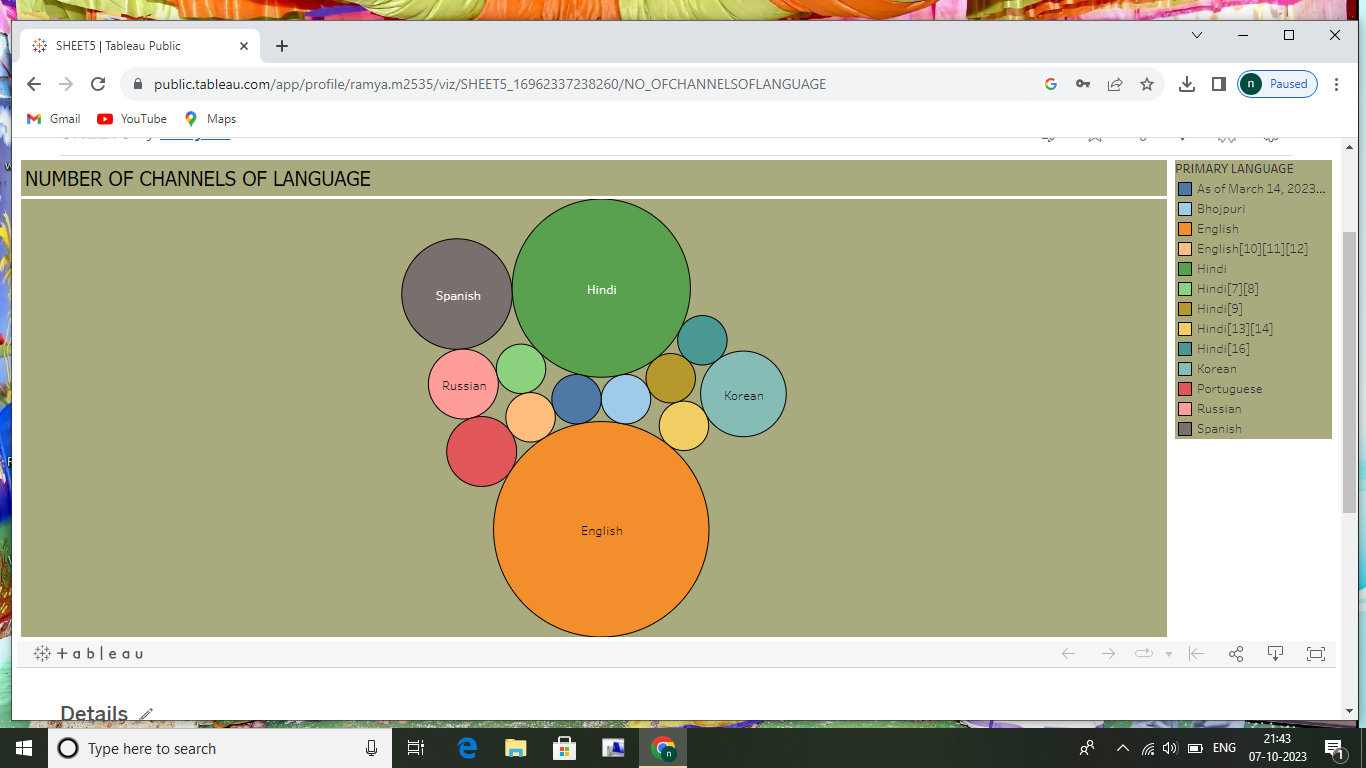 SHEET5 | Tableau Public
public.tableau.com/app/profile/ramya.m2535/viz/SHEET5_16962337238260/NO_OFCHANNELSOFLANGUAGE
n
Paused
Gmail
YouTube
Maps
NUMBER OF CHANNELS OF LANGUAGE
PRIMARY LANGUAGE
As of March 14, 2023...
Bhojpuri
English
English[10][11][12]
Hindi
Hindi[7][8]
Hindi[9]
Hindi[13][14]
Hindi[16]
Korean
Portuguese
Russian
Spanish
Hindi
Spanish
Russian
Korean
English
+ a b l e a u
Details
Type here to search
n
ENG
21:43
07-10-2023
1